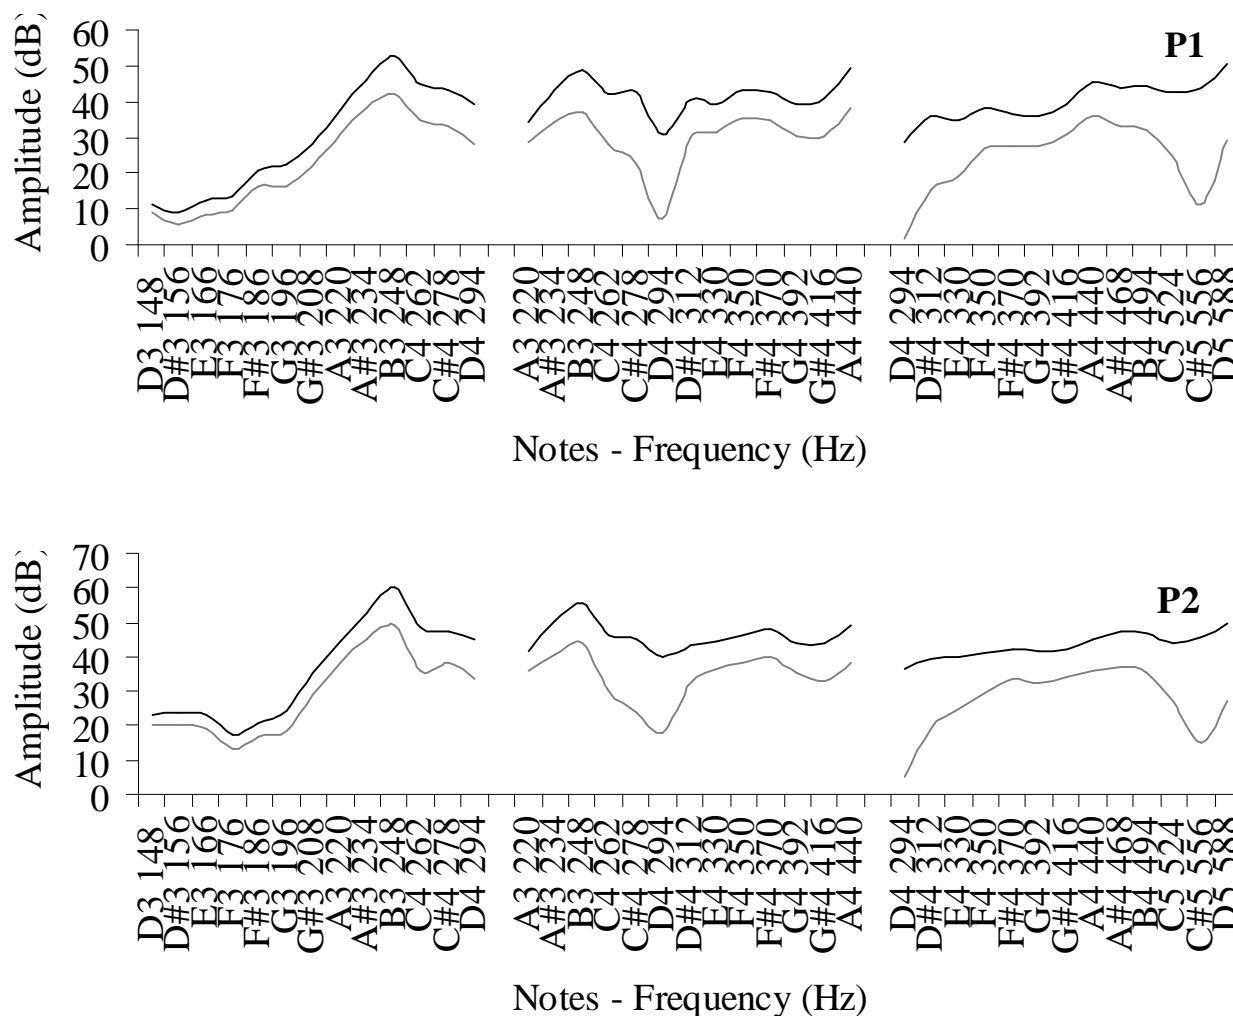 P1
Amplitude (dB)
60
50
40
30
20
10
0
D3 148
D#3 156
E3 166
F3 176
F#3 186
G3 196
G#3 208
A3 220
A#3 234
B3 248
C4 262
C#4 278
D4 294
A3 220
A#3 234
B3 248
C4 262
C#4 278
D4 294
D#4 312
E4 330
F4 350
F#4 370
G4 392
G#4 416
A4 440
D4 294
D#4 312
E4 330
F4 350
F#4 370
G4 392
G#4 416
A4 440
A#4 468
B4 494
C5 524
C#5 556
D5 588
Notes - Frequency (Hz)
P2
Amplitude (dB)
70
60
50
40
30
20
10
0
D3 148
D#3 156
E3 166
F3 176
F#3 186
G3 196
G#3 208
A3 220
A#3 234
B3 248
C4 262
C#4 278
D4 294
A3 220
A#3 234
B3 248
C4 262
C#4 278
D4 294
D#4 312
E4 330
F4 350
F#4 370
G4 392
G#4 416
A4 440
D4 294
D#4 312
E4 330
F4 350
F#4 370
G4 392
G#4 416
A4 440
A#4 468
B4 494
C5 524
C#5 556
D5 588
Notes - Frequency (Hz)